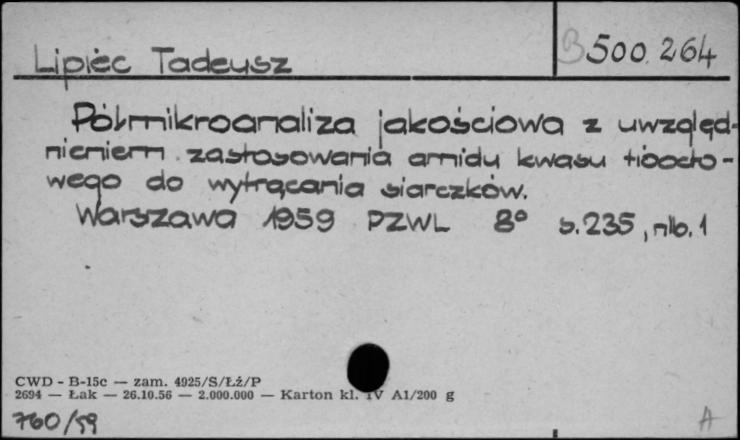 Lipiec Tadeusz B 500.264
Półmikroanaliza jakościowa z uwzględ-
nieniem zastosowania amidu kwasu tioocto-
wego do wytrącania siarczków.
Warszawa 1959 PZWL 8° s. 235, nlb. 1
CWD - B-15c — zam. 4925/S/Łż/P
2694 — Łak — 26.10.56 — 2.000.000 — Karton kl. IV A1/200 g
760/59
A